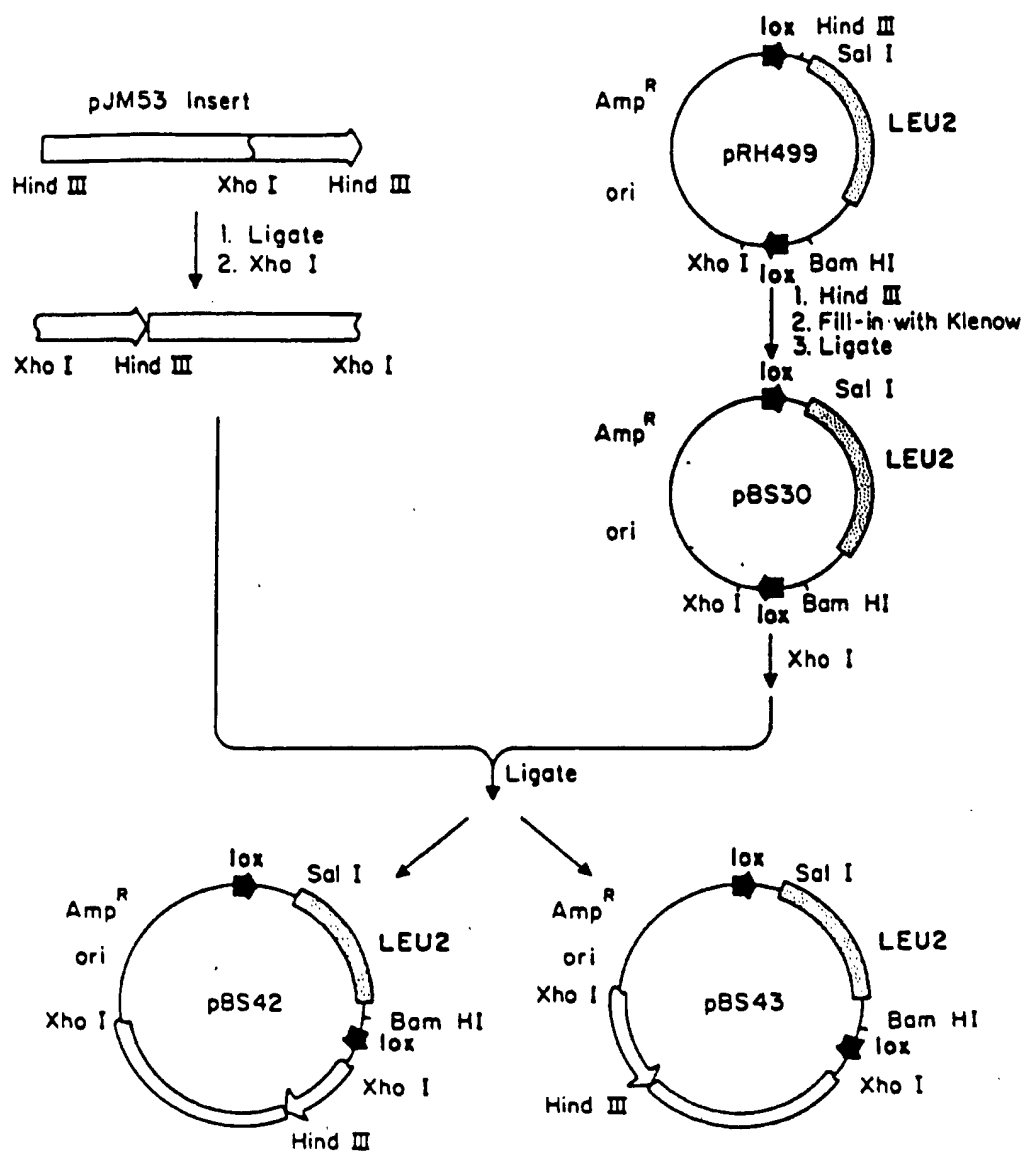 pJM53 Insert
Hind III
Xho I
Hind III
1. Ligate
2. Xho I
Xho I
Hind III
Xho I
lox
Hind III
Sal I
Amp^R
LEU2
pRH499
ori
Xho I
lox
Bam HI
1. Hind III
2. Fill-in with Klenow
3. Ligate
lox
Sal I
Amp^R
LEU2
pBS30
ori
Xho I
lox
Bam HI
Xho I
Ligate
lox
Sal I
Amp^R
LEU2
ori
pBS42
Xho I
Bam HI
lox
Xho I
Hind III
lox
Sal I
Amp^R
LEU2
ori
Xho I
pBS43
Bam HI
lox
Xho I
Hind III